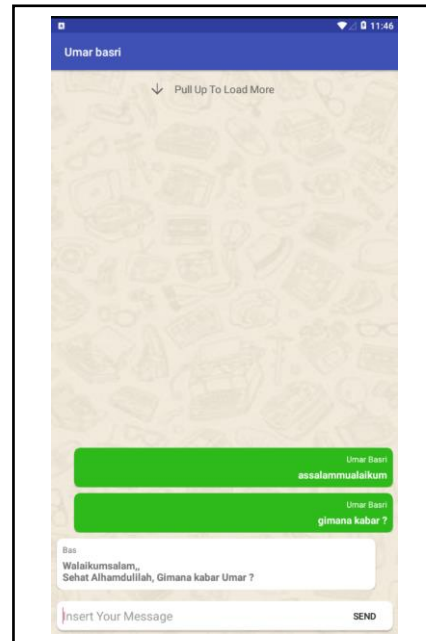 11:46
Umar basri
Pull Up To Load More
Umar Basri
assalammualaikum
Umar Basri
gimana kabar ?
Bas
Walaikumsalam,,
Sehat Alhamdulilah, Gimana kabar Umar ?
Insert Your Message SEND